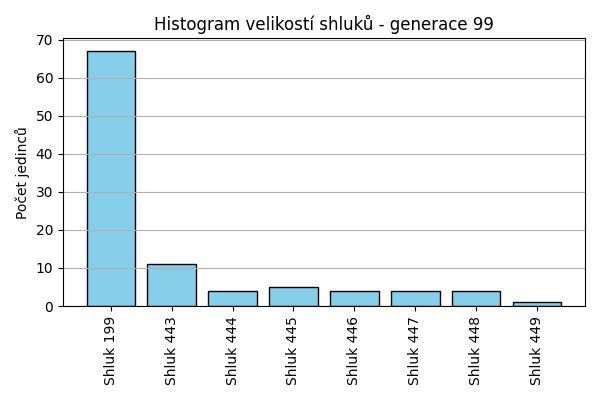 Histogram velikostí shluků - generace 99
Počet jedinců
70
60
50
40
30
20
10
0
Shluk 199
Shluk 443
Shluk 444
Shluk 445
Shluk 446
Shluk 447
Shluk 448
Shluk 449